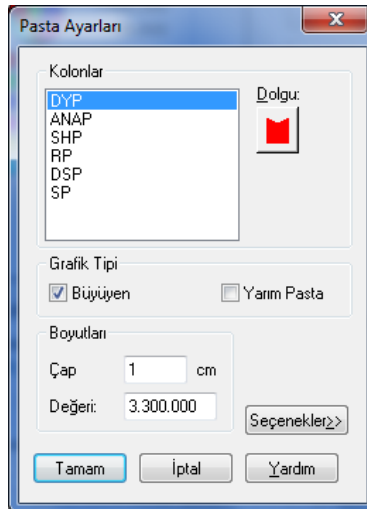 Pasta Ayarları
Kolonlar
DYP
ANAP
SHP
RP
DSP
SP
Dolgu:
Grafik Tipi
Büyüyen
Yarım Pasta
Boyutları
Çap 1 cm
Değeri: 3.300.000
Seçenekler>>
Tamam İptal Yardım